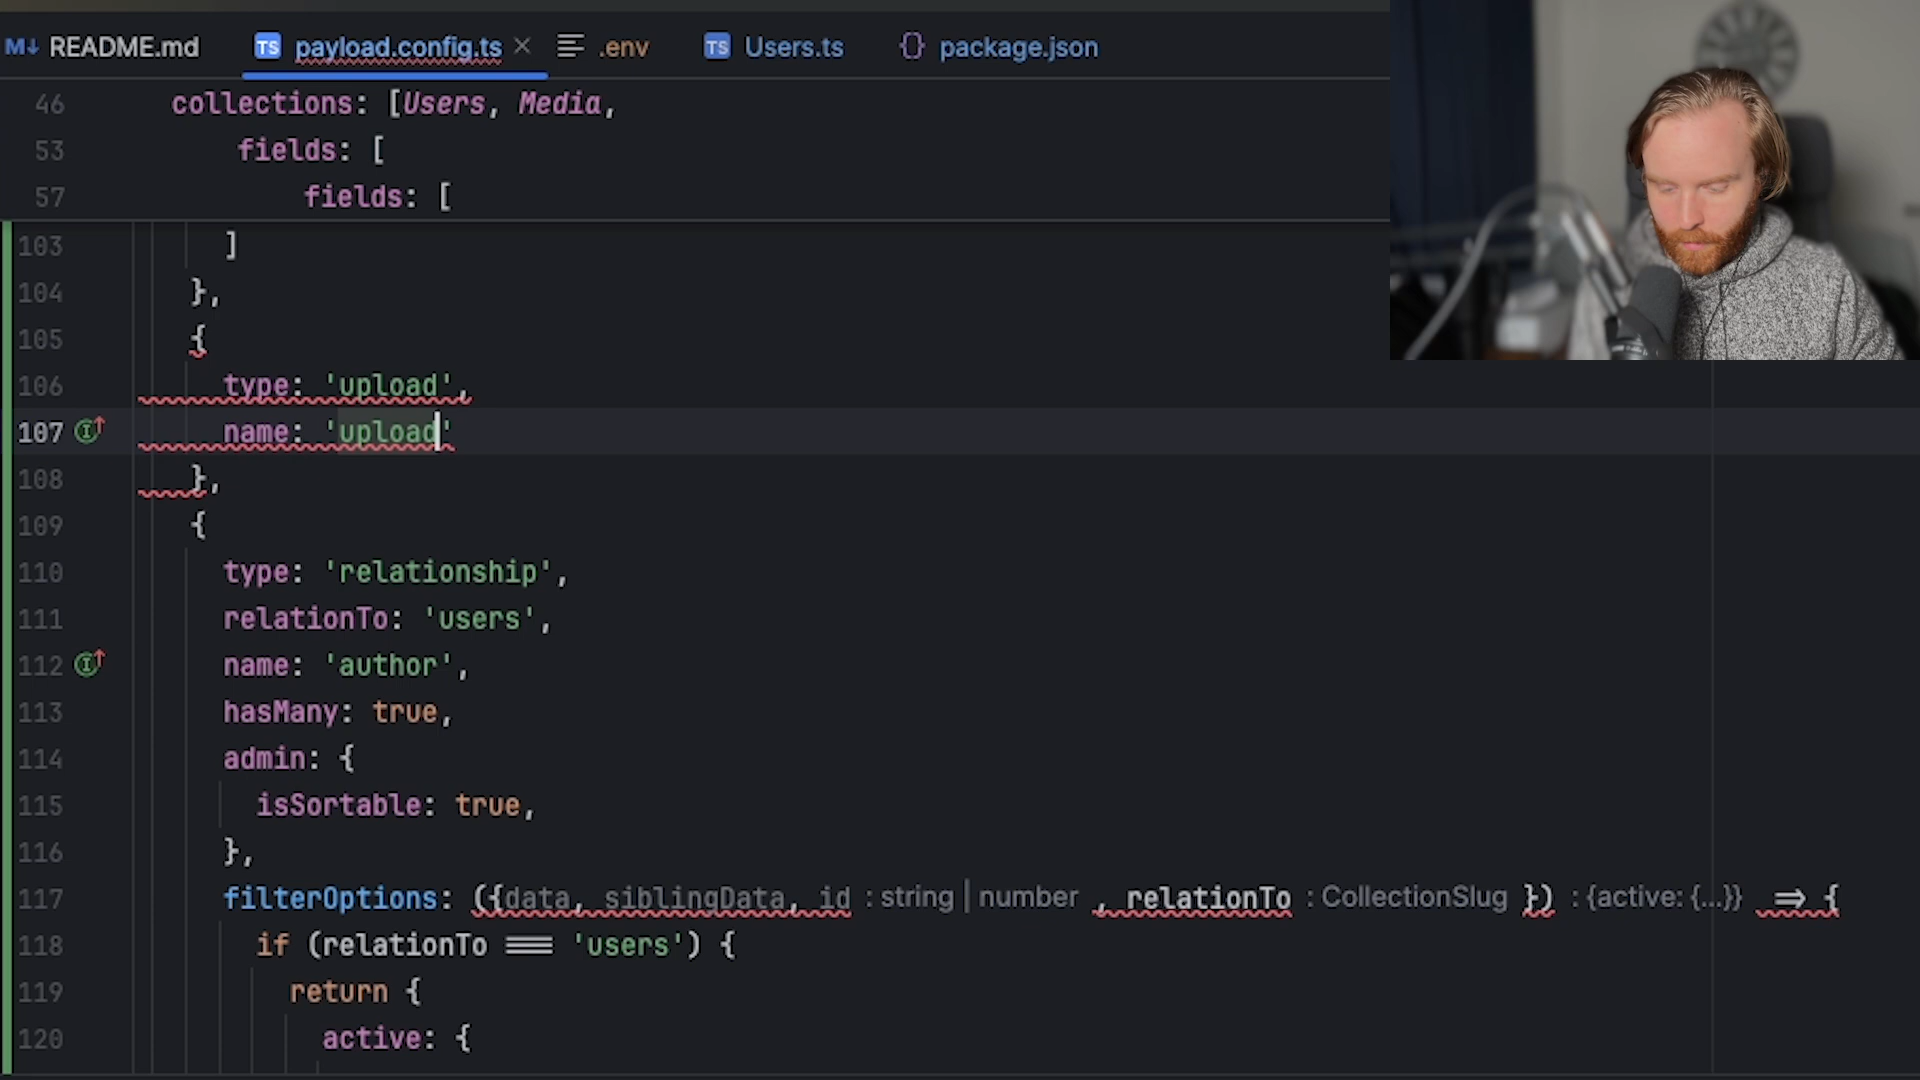 M↓ README.md TS payload.config.ts × .env TS Users.ts {} package.json
46 collections: [Users, Media,
53 fields: [
57 fields: [
103 ]
104 },
105 {
106 type: 'upload',
107 name: 'upload'
108 },
109 {
110 type: 'relationship',
111 relationTo: 'users',
112 name: 'author',
113 hasMany: true,
114 admin: {
115 isSortable: true,
116 },
117 filterOptions: ({data, siblingData, id : string | number , relationTo : CollectionSlug }) : {active: {...}} => {
118 if (relationTo === 'users') {
119 return {
120 active: {